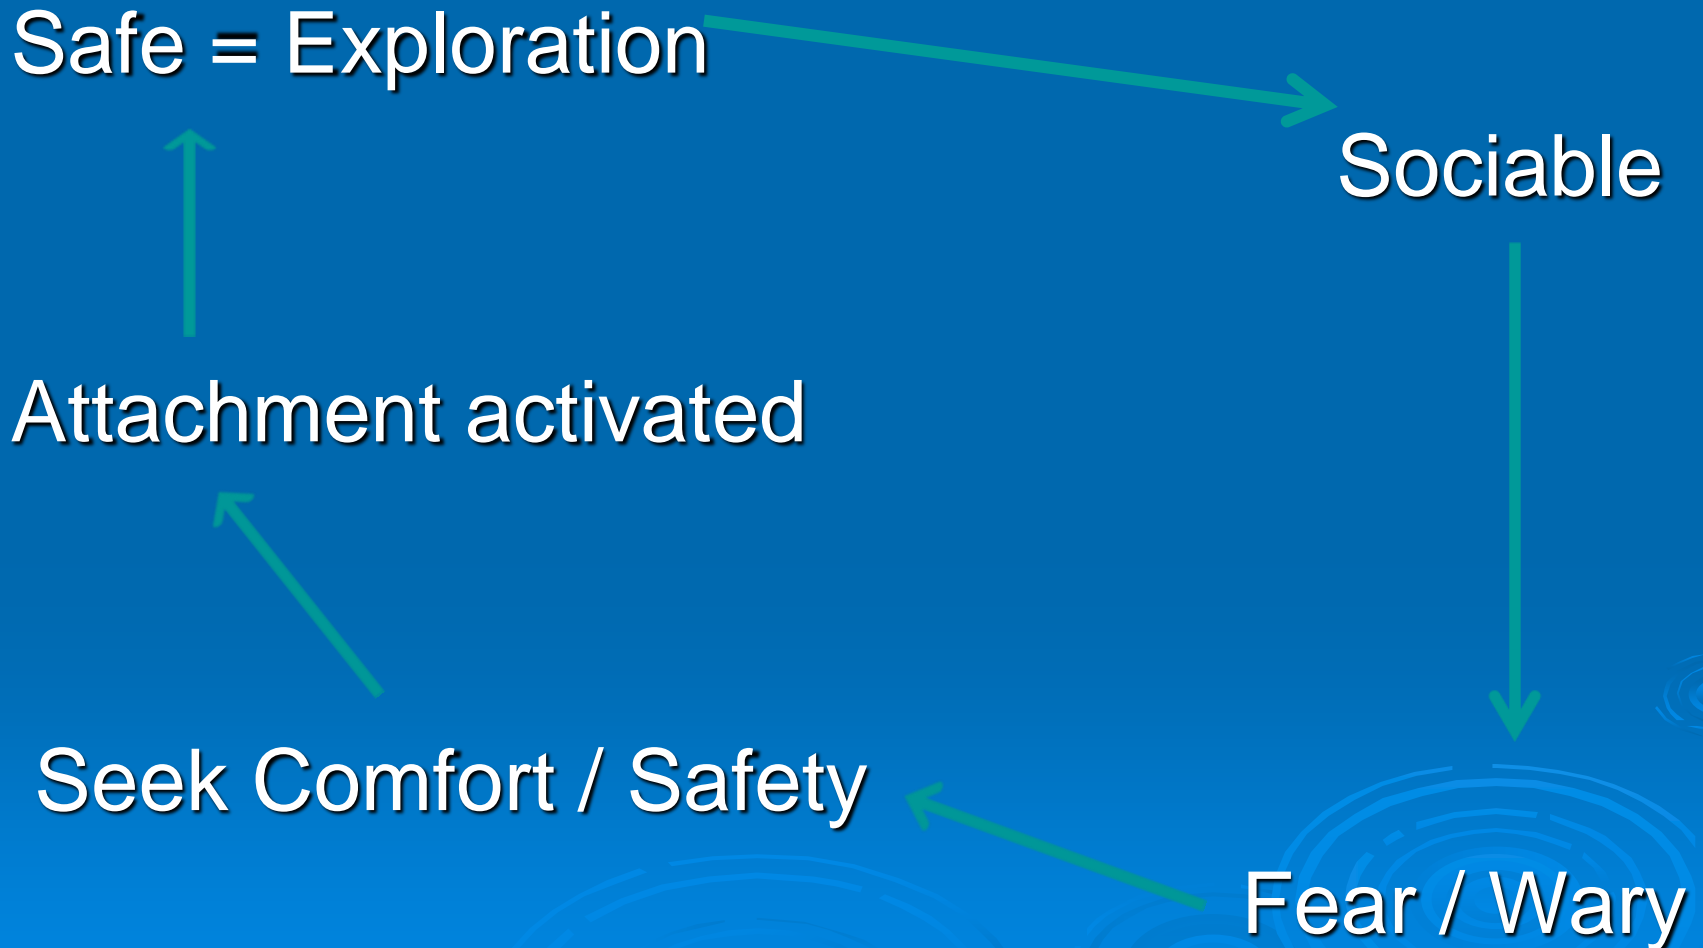 Safe = Exploration
Sociable
Attachment activated
Seek Comfort / Safety
Fear / Wary